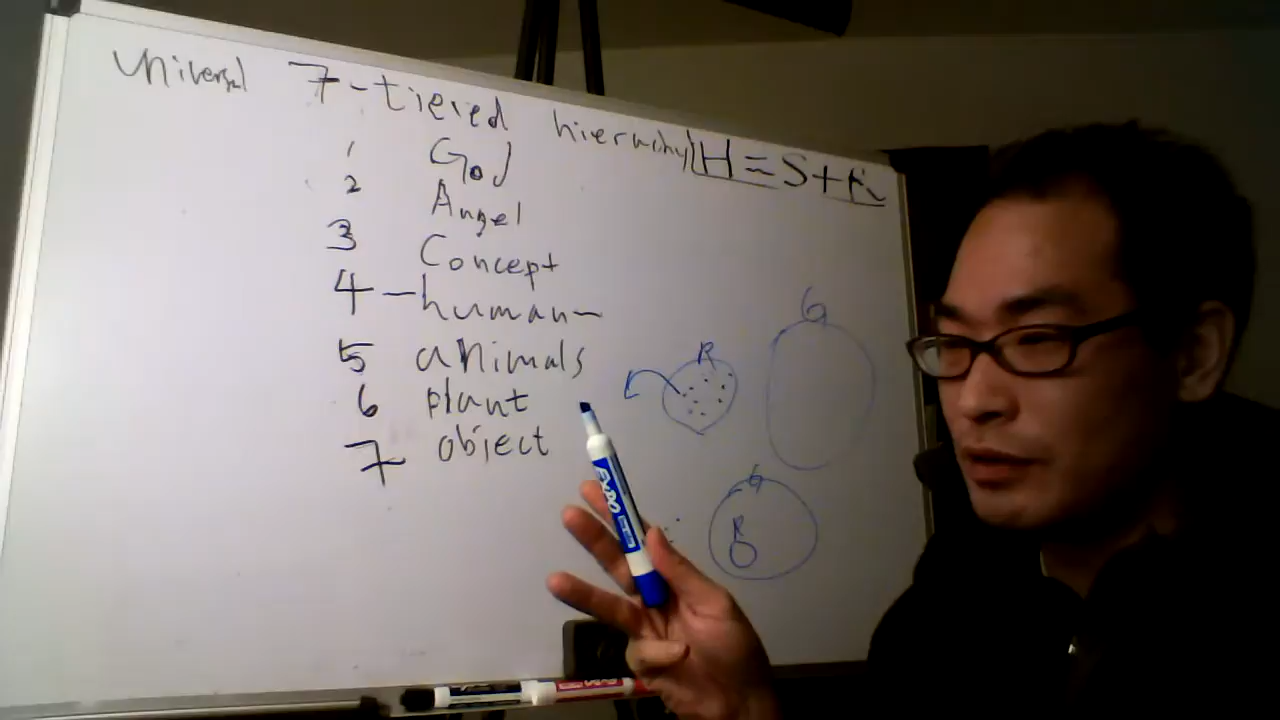 Universal 7-tiered hierarchy H = S + R
1 God
2 Angel
3 Concept
4 - human -
5 animals
6 plant
7 object
R
G
G
R
EXPO